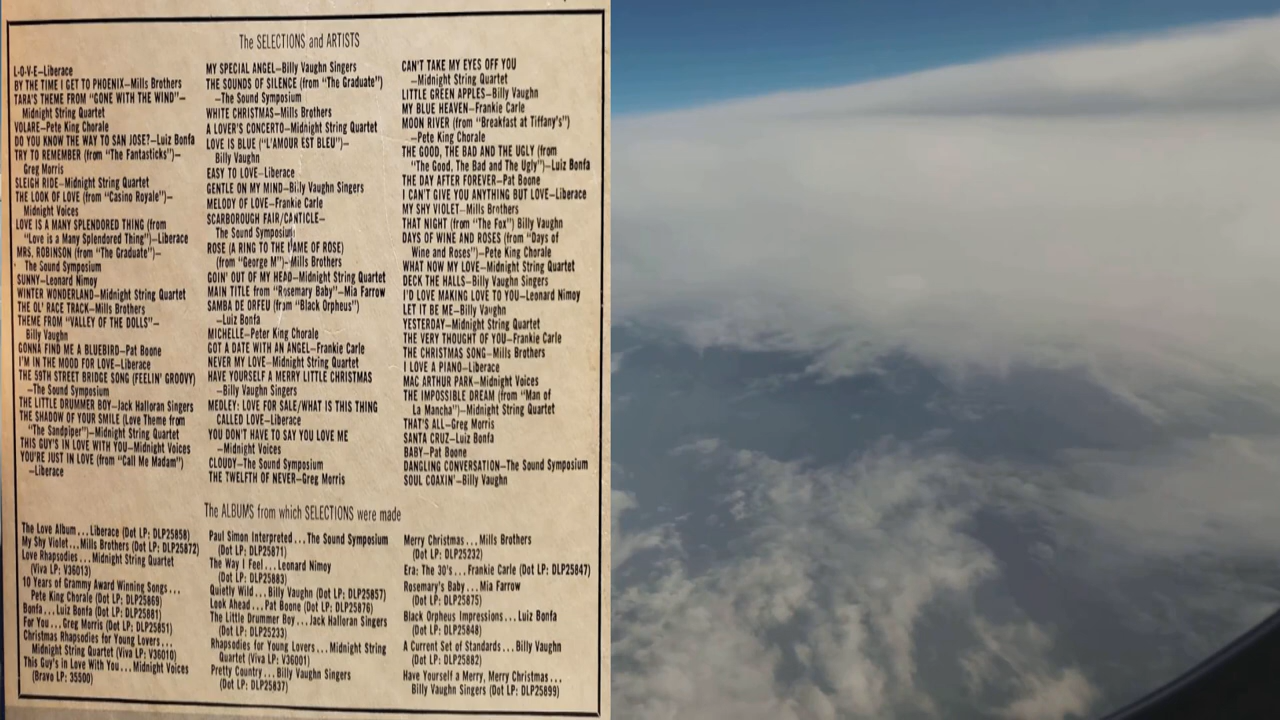 The SELECTIONS and ARTISTS
L-O-V-E—Liberace
BY THE TIME I GET TO PHOENIX—Mills Brothers
TARA'S THEME FROM "GONE WITH THE WIND"—
Midnight String Quartet
VOLARE—Pete King Chorale
DO YOU KNOW THE WAY TO SAN JOSE?—Luiz Bonfa
TRY TO REMEMBER (from "The Fantasticks")—
Greg Morris
SLEIGH RIDE—Midnight String Quartet
THE LOOK OF LOVE (from "Casino Royale")—
Midnight Voices
LOVE IS A MANY SPLENDORED THING (from
"Love is a Many Splendored Thing")—Liberace
MRS. ROBINSON (from "The Graduate")—
The Sound Symposium
SUNNY—Leonard Nimoy
WINTER WONDERLAND—Midnight String Quartet
THE OL' RACE TRACK—Mills Brothers
THEME FROM "VALLEY OF THE DOLLS"—
Billy Vaughn
GONNA FIND ME A BLUEBIRD—Pat Boone
I'M IN THE MOOD FOR LOVE—Liberace
THE 59TH STREET BRIDGE SONG (FEELIN' GROOVY)
—The Sound Symposium
THE LITTLE DRUMMER BOY—Jack Halloran Singers
THE SHADOW OF YOUR SMILE (Love Theme from
"The Sandpiper")—Midnight String Quartet
THIS GUY'S IN LOVE WITH YOU—Midnight Voices
YOU'RE JUST IN LOVE (from "Call Me Madam")
—Liberace
MY SPECIAL ANGEL—Billy Vaughn Singers
THE SOUNDS OF SILENCE (from "The Graduate")
—The Sound Symposium
WHITE CHRISTMAS—Mills Brothers
A LOVER'S CONCERTO—Midnight String Quartet
LOVE IS BLUE ("L'AMOUR EST BLEU")—
Billy Vaughn
EASY TO LOVE—Liberace
GENTLE ON MY MIND—Billy Vaughn Singers
MELODY OF LOVE—Frankie Carle
SCARBOROUGH FAIR/CANTICLE—
The Sound Symposium
ROSE (A RING TO THE NAME OF ROSE)
(from "George M")—Mills Brothers
GOIN' OUT OF MY HEAD—Midnight String Quartet
MAIN TITLE from "Rosemary Baby"—Mia Farrow
SAMBA DE ORFEU (from "Black Orpheus")
—Luiz Bonfa
MICHELLE—Peter King Chorale
GOT A DATE WITH AN ANGEL—Frankie Carle
NEVER MY LOVE—Midnight String Quartet
HAVE YOURSELF A MERRY LITTLE CHRISTMAS
—Billy Vaughn Singers
MEDLEY: LOVE FOR SALE/WHAT IS THIS THING
CALLED LOVE—Liberace
YOU DON'T HAVE TO SAY YOU LOVE ME
—Midnight Voices
CLOUDY—The Sound Symposium
THE TWELFTH OF NEVER—Greg Morris
CAN'T TAKE MY EYES OFF YOU
—Midnight String Quartet
LITTLE GREEN APPLES—Billy Vaughn
MY BLUE HEAVEN—Frankie Carle
MOON RIVER (from "Breakfast at Tiffany's")
—Pete King Chorale
THE GOOD, THE BAD AND THE UGLY (from
"The Good, The Bad and The Ugly")—Luiz Bonfa
THE DAY AFTER FOREVER—Pat Boone
I CAN'T GIVE YOU ANYTHING BUT LOVE—Liberace
MY SHY VIOLET—Mills Brothers
THAT NIGHT (from "The Fox") Billy Vaughn
DAYS OF WINE AND ROSES (from "Days of
Wine and Roses")—Pete King Chorale
WHAT NOW MY LOVE—Midnight String Quartet
DECK THE HALLS—Billy Vaughn Singers
I'D LOVE MAKING LOVE TO YOU—Leonard Nimoy
LET IT BE ME—Billy Vaughn
YESTERDAY—Midnight String Quartet
THE VERY THOUGHT OF YOU—Frankie Carle
THE CHRISTMAS SONG—Mills Brothers
I LOVE A PIANO—Liberace
MAC ARTHUR PARK—Midnight Voices
THE IMPOSSIBLE DREAM (from "Man of
La Mancha")—Midnight String Quartet
THAT'S ALL—Greg Morris
SANTA CRUZ—Luiz Bonfa
BABY—Pat Boone
DANGLING CONVERSATION—The Sound Symposium
SOUL COAXIN'—Billy Vaughn
The ALBUMS from which SELECTIONS were made
The Love Album...Liberace (Dot LP: DLP25858)
My Shy Violet...Mills Brothers (Dot LP: DLP25872)
Love Rhapsodies...Midnight String Quartet
(Viva LP: V36013)
10 Years of Grammy Award Winning Songs...
Pete King Chorale (Dot LP: DLP25869)
Bonfa...Luiz Bonfa (Dot LP: DLP25881)
For You...Greg Morris (Dot LP: DLP25851)
Christmas Rhapsodies for Young Lovers...
Midnight String Quartet (Viva LP: V36010)
This Guy's in Love With You...Midnight Voices
(Bravo LP: 35500)
Paul Simon Interpreted...The Sound Symposium
(Dot LP: DLP25871)
The Way I Feel...Leonard Nimoy
(Dot LP: DLP25883)
Quietly Wild...Billy Vaughn (Dot LP: DLP25857)
Look Ahead...Pat Boone (Dot LP: DLP25876)
The Little Drummer Boy...Jack Halloran Singers
(Dot LP: DLP25233)
Rhapsodies for Young Lovers...Midnight String
Quartet (Viva LP: V36001)
Pretty Country...Billy Vaughn Singers
(Dot LP: DLP25837)
Merry Christmas...Mills Brothers
(Dot LP: DLP25232)
Era: The 30's...Frankie Carle (Dot LP: DLP25847)
Rosemary's Baby...Mia Farrow
(Dot LP: DLP25875)
Black Orpheus Impressions...Luiz Bonfa
(Dot LP: DLP25848)
A Current Set of Standards...Billy Vaughn
(Dot LP: DLP25882)
Have Yourself a Merry, Merry Christmas...
Billy Vaughn Singers (Dot LP: DLP25899)